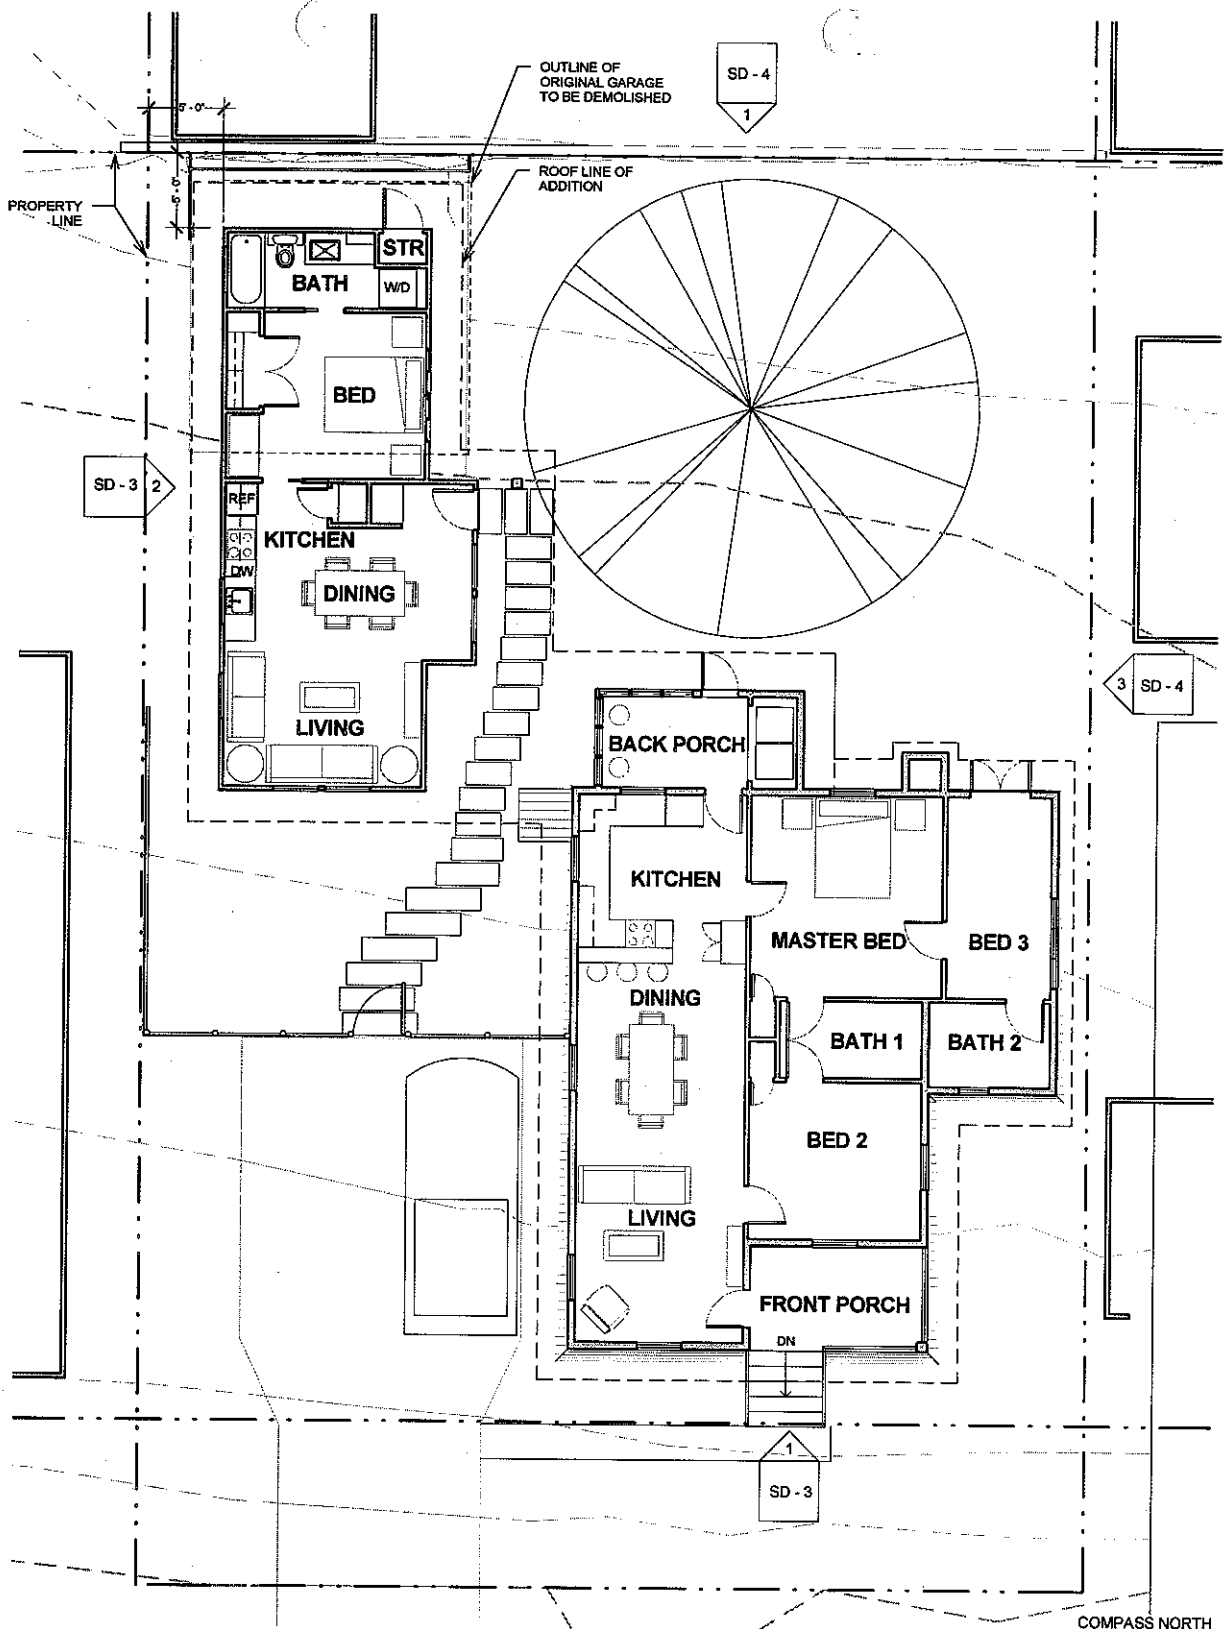 OUTLINE OF
ORIGINAL GARAGE
TO BE DEMOLISHED
SD - 4
1
5' - 0"
ROOF LINE OF
ADDITION
5' - 0"
PROPERTY
LINE
STR
BATH
W/D
BED
SD - 3 2
REF
KITCHEN
DW
DINING
3 SD - 4
LIVING
BACK PORCH
KITCHEN
MASTER BED
BED 3
DINING
BATH 1
BATH 2
BED 2
LIVING
FRONT PORCH
DN
1
SD - 3
COMPASS NORTH